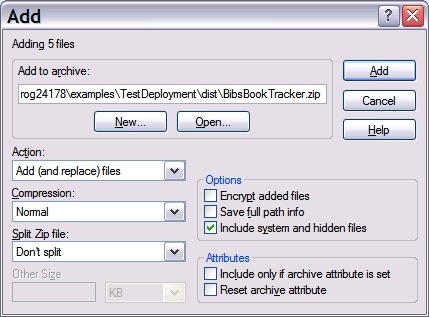 Add
Adding 5 files
Add to archive:
rog24178\examples\TestDeployment\dist\BibsBookTracker.zip
New...
Open...
Add
Cancel
Help
Action:
Add (and replace) files
Compression:
Normal
Split Zip file:
Don't split
Other Size
KB
Options
Encrypt added files
Save full path info
Include system and hidden files
Attributes
Include only if archive attribute is set
Reset archive attribute